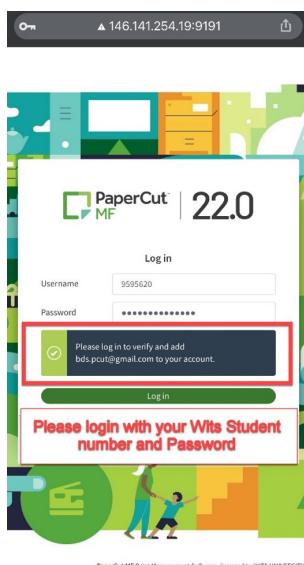 146.141.254.19:9191
PaperCut MF | 22.0
Log in
Username 9595620
Password ••••••••••••••
Please log in to verify and add
bds.pcut@gmail.com to your account.
Log in
Please login with your Wits Student
number and Password